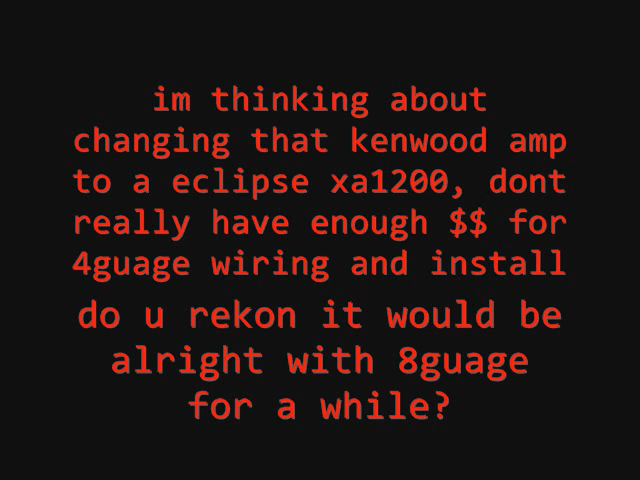 im thinking about
changing that kenwood amp
to a eclipse xa1200, dont
really have enough $$ for
4guage wiring and install
do u rekon it would be
alright with 8guage
for a while?